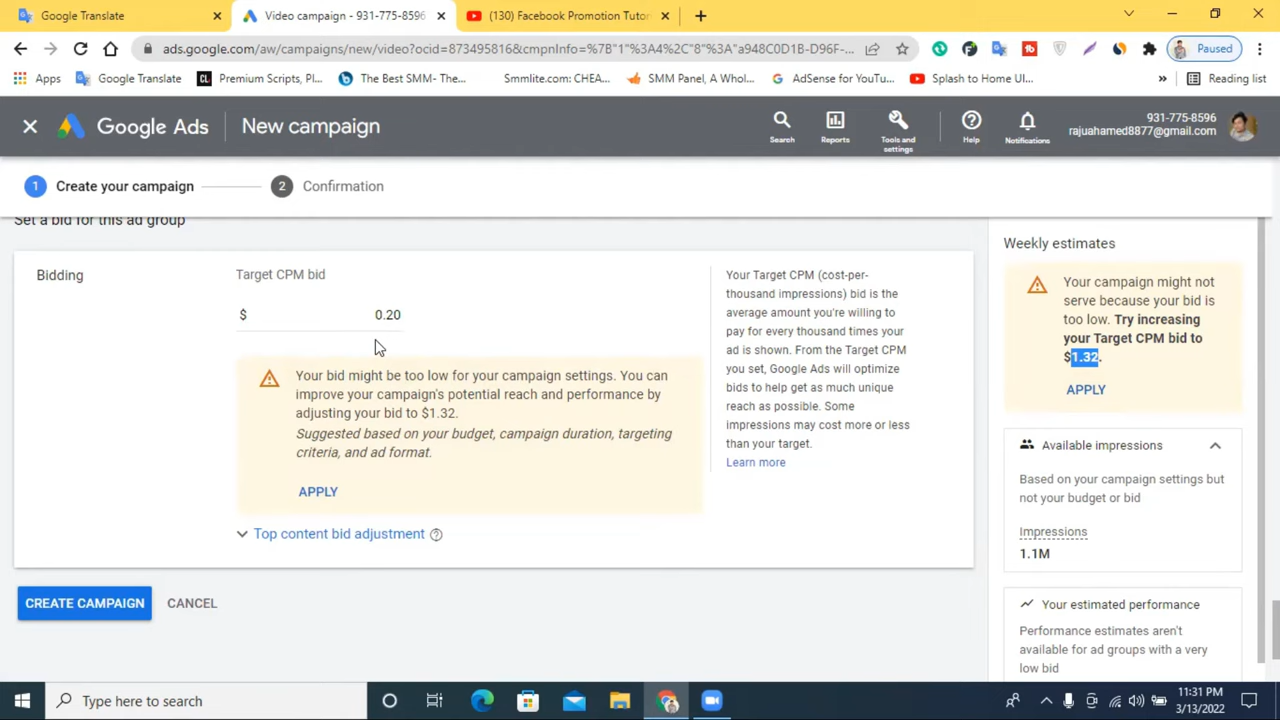 Google Translate
Video campaign - 931-775-8596
(130) Facebook Promotion Tutor
ads.google.com/aw/campaigns/new/video?ocid=873495816&cmpnInfo=%7B"1"%3A4%2C"8"%3A"a948C0D1B-D96F-...
Paused
Apps
Google Translate
Premium Scripts, Pl...
The Best SMM- The...
Smmlite.com: CHEA...
SMM Panel, A Whol...
AdSense for YouTu...
Splash to Home UI...
»
Reading list
Google Ads
New campaign
Search
Reports
Tools and
settings
Help
Notifications
931-775-8596
rajuahamed8877@gmail.com
1 Create your campaign
2 Confirmation
Set a bid for this ad group
Bidding
Target CPM bid
$ 0.20
Your bid might be too low for your campaign settings. You can
improve your campaign's potential reach and performance by
adjusting your bid to $1.32.
Suggested based on your budget, campaign duration, targeting
criteria, and ad format.
APPLY
Top content bid adjustment
Your Target CPM (cost-per-
thousand impressions) bid is the
average amount you're willing to
pay for every thousand times your
ad is shown. From the Target CPM
you set, Google Ads will optimize
bids to help get as much unique
reach as possible. Some
impressions may cost more or less
than your target.
Learn more
CREATE CAMPAIGN
CANCEL
Weekly estimates
Your campaign might not
serve because your bid is
too low. Try increasing
your Target CPM bid to
$1.32.
APPLY
Available impressions
Based on your campaign settings but
not your budget or bid
Impressions
1.1M
Your estimated performance
Performance estimates aren't
available for ad groups with a very
low bid
Type here to search
11:31 PM
3/13/2022